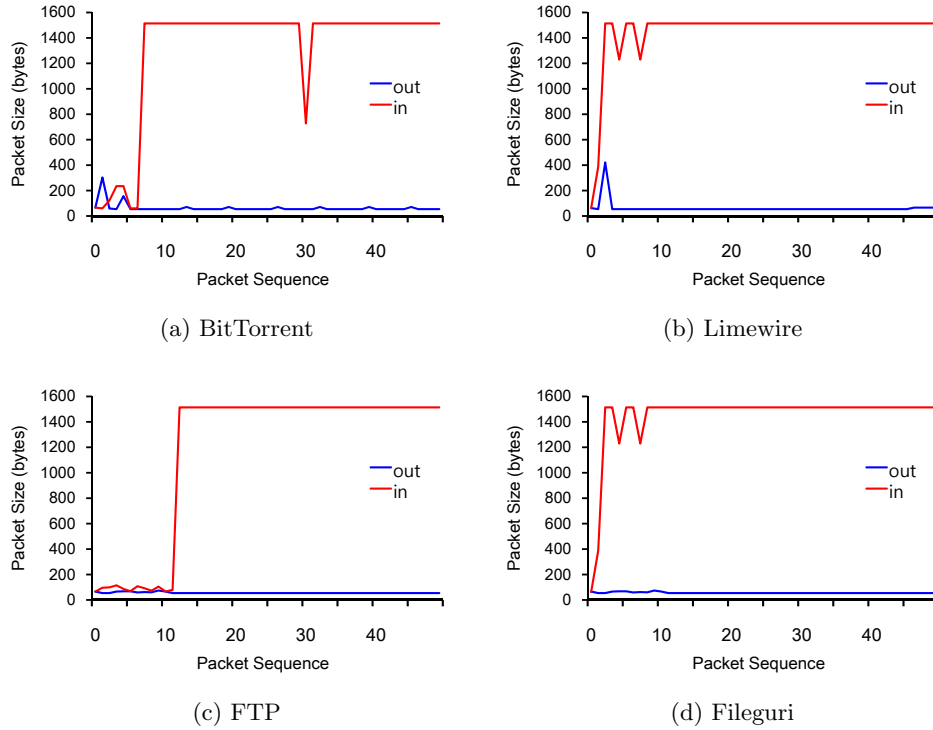 1600
1400
1200
1000
800
600
400
200
0
Packet Size (bytes)
out
in
0 10 20 30 40
Packet Sequence
(a) BitTorrent
1600
1400
1200
1000
800
600
400
200
0
Packet Size (bytes)
out
in
0 10 20 30 40
Packet Sequence
(b) Limewire
1600
1400
1200
1000
800
600
400
200
0
Packet Size (bytes)
out
in
0 10 20 30 40
Packet Sequence
(c) FTP
1600
1400
1200
1000
800
600
400
200
0
Packet Size (bytes)
out
in
0 10 20 30 40
Packet Sequence
(d) Fileguri